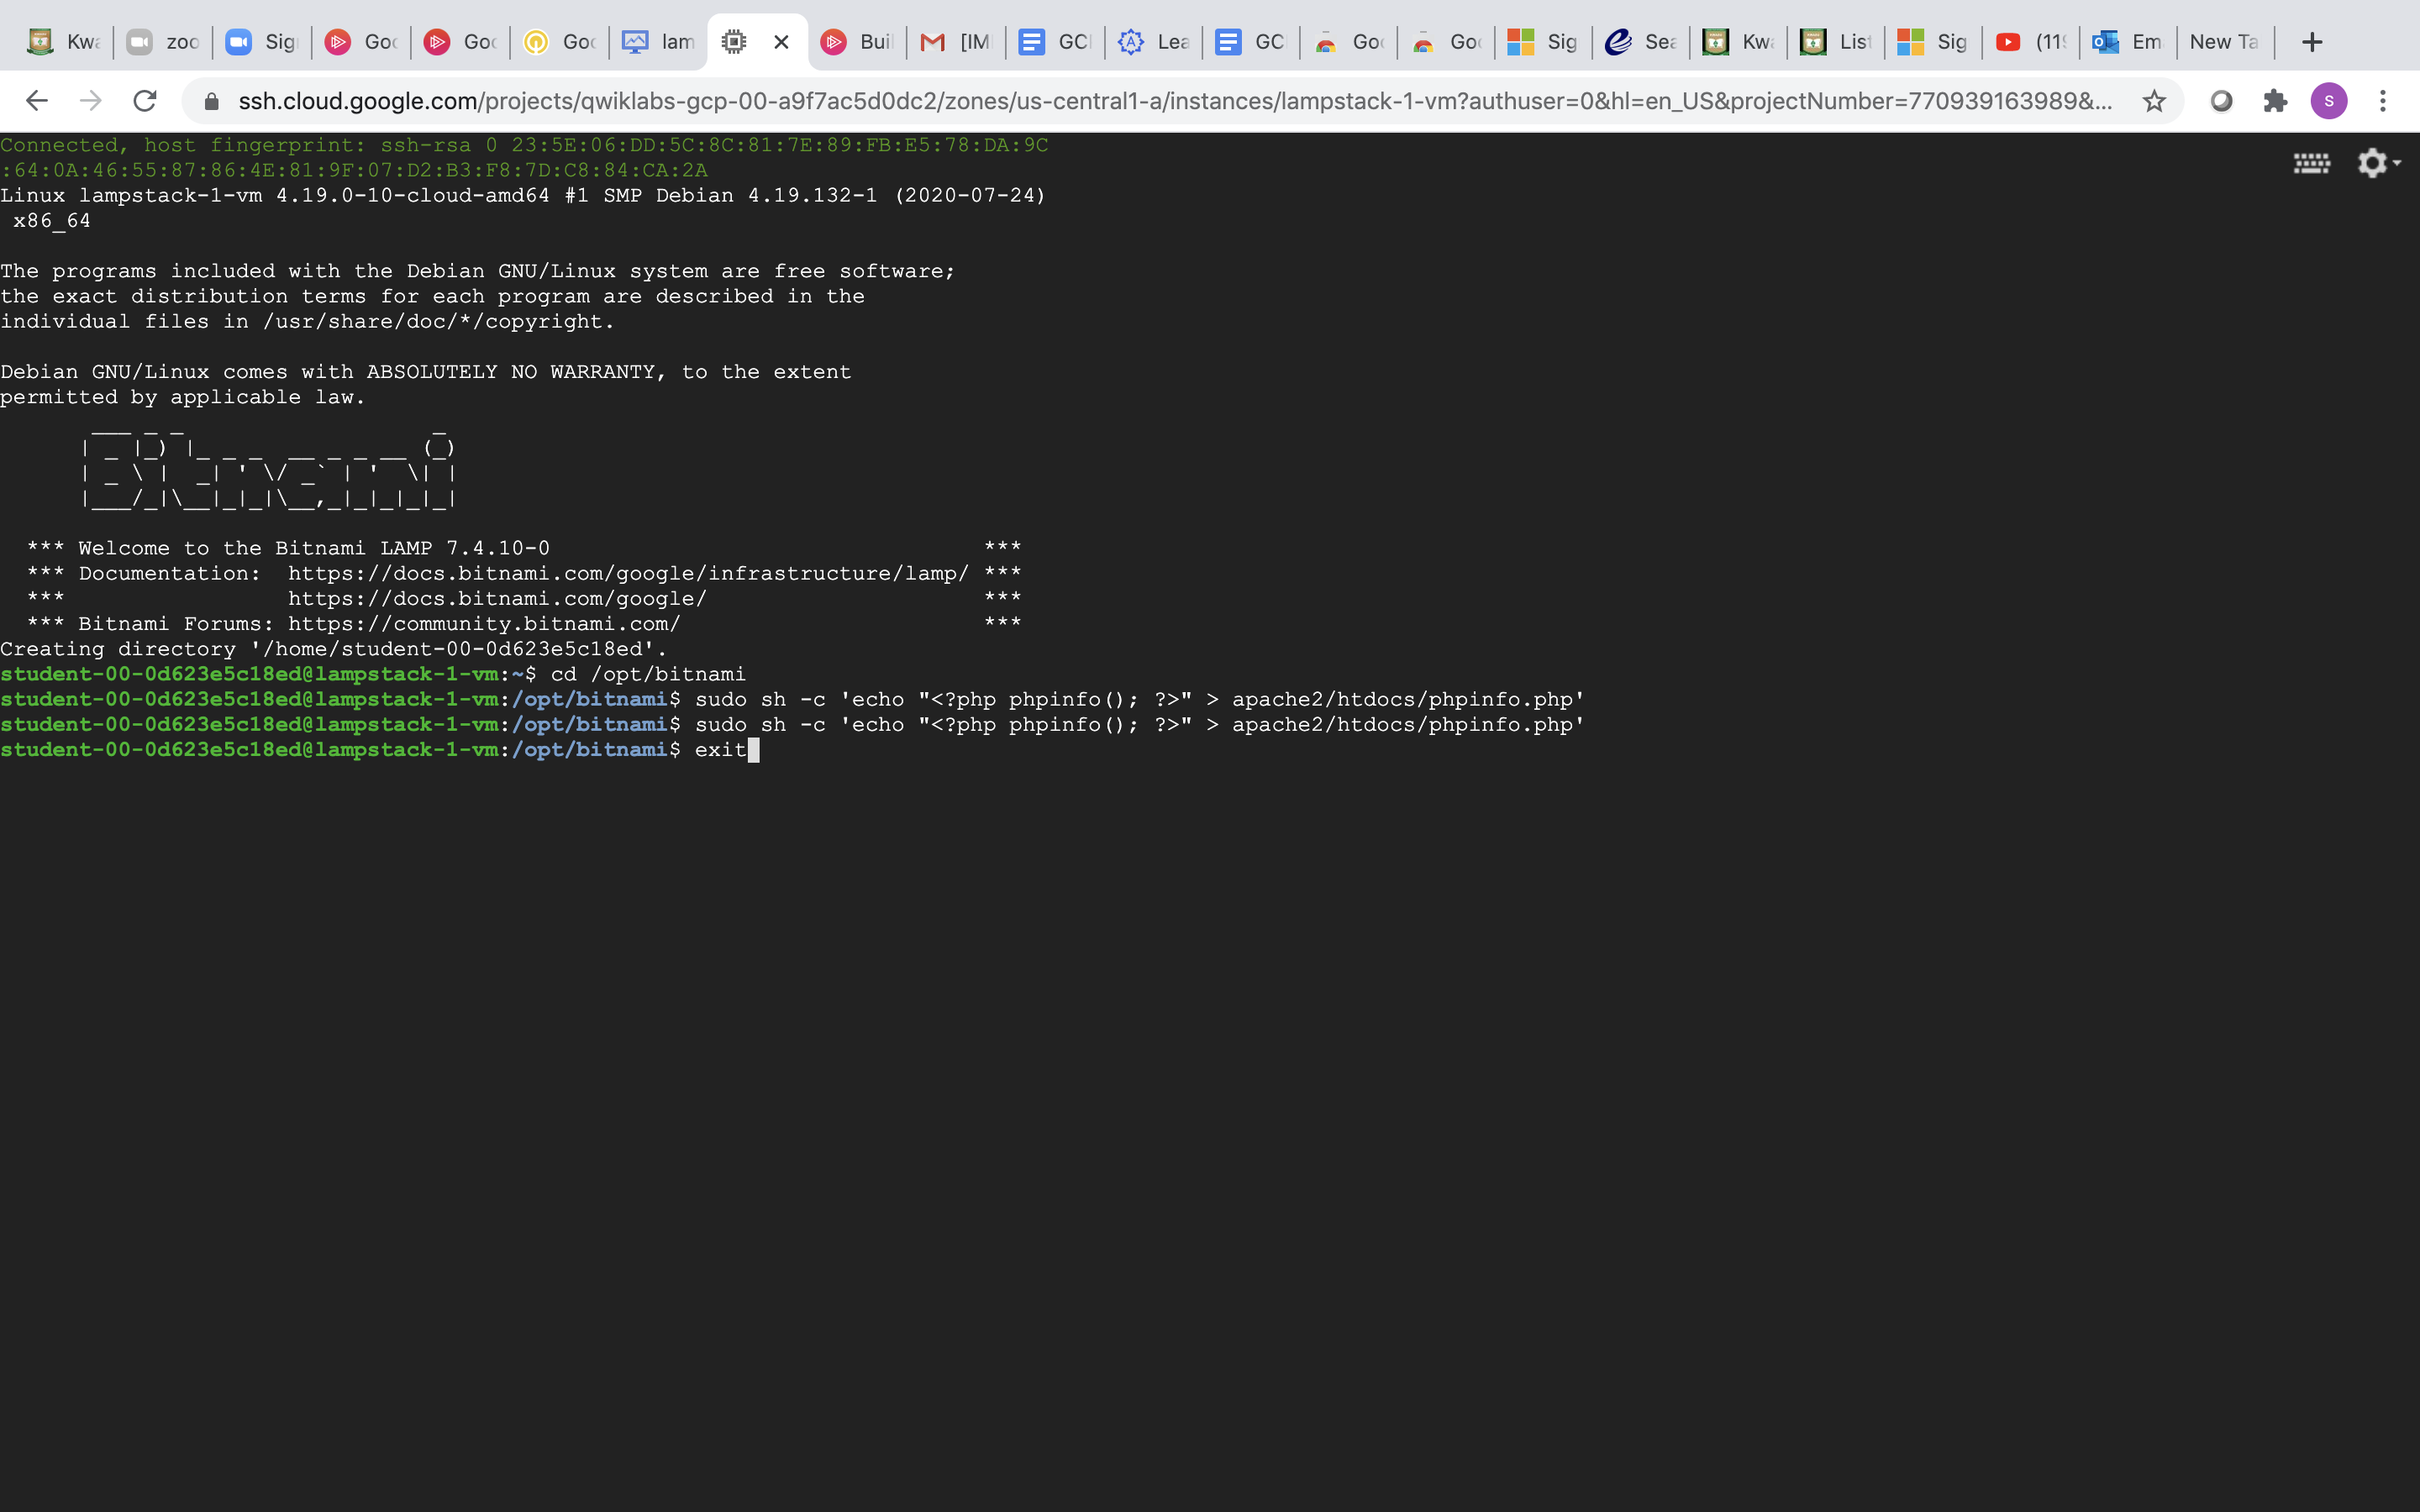 Kwa zoo Sig Goo Goo Goo lam Buil [IM GC Lea GC Goo Goo Sig Sea Kwa List Sig (119 Em New Ta
ssh.cloud.google.com/projects/qwiklabs-gcp-00-a9f7ac5d0dc2/zones/us-central1-a/instances/lampstack-1-vm?authuser=0&hl=en_US&projectNumber=770939163989&...
S
Connected, host fingerprint: ssh-rsa 0 23:5E:06:DD:5C:8C:81:7E:89:FB:E5:78:DA:9C
:64:0A:46:55:87:86:4E:81:9F:07:D2:B3:F8:7D:C8:84:CA:2A
Linux lampstack-1-vm 4.19.0-10-cloud-amd64 #1 SMP Debian 4.19.132-1 (2020-07-24)
x86_64
The programs included with the Debian GNU/Linux system are free software;
the exact distribution terms for each program are described in the
individual files in /usr/share/doc/*/copyright.
Debian GNU/Linux comes with ABSOLUTELY NO WARRANTY, to the extent
permitted by applicable law.
Bitnami
*** Welcome to the Bitnami LAMP 7.4.10-0 ***
*** Documentation: https://docs.bitnami.com/google/infrastructure/lamp/ ***
*** https://docs.bitnami.com/google/ ***
*** Bitnami Forums: https://community.bitnami.com/ ***
Creating directory '/home/student-00-0d623e5c18ed'.
student-00-0d623e5c18ed@lampstack-1-vm:~$ cd /opt/bitnami
student-00-0d623e5c18ed@lampstack-1-vm:/opt/bitnami$ sudo sh -c 'echo "<?php phpinfo(); ?>" > apache2/htdocs/phpinfo.php'
student-00-0d623e5c18ed@lampstack-1-vm:/opt/bitnami$ sudo sh -c 'echo "<?php phpinfo(); ?>" > apache2/htdocs/phpinfo.php'
student-00-0d623e5c18ed@lampstack-1-vm:/opt/bitnami$ exit